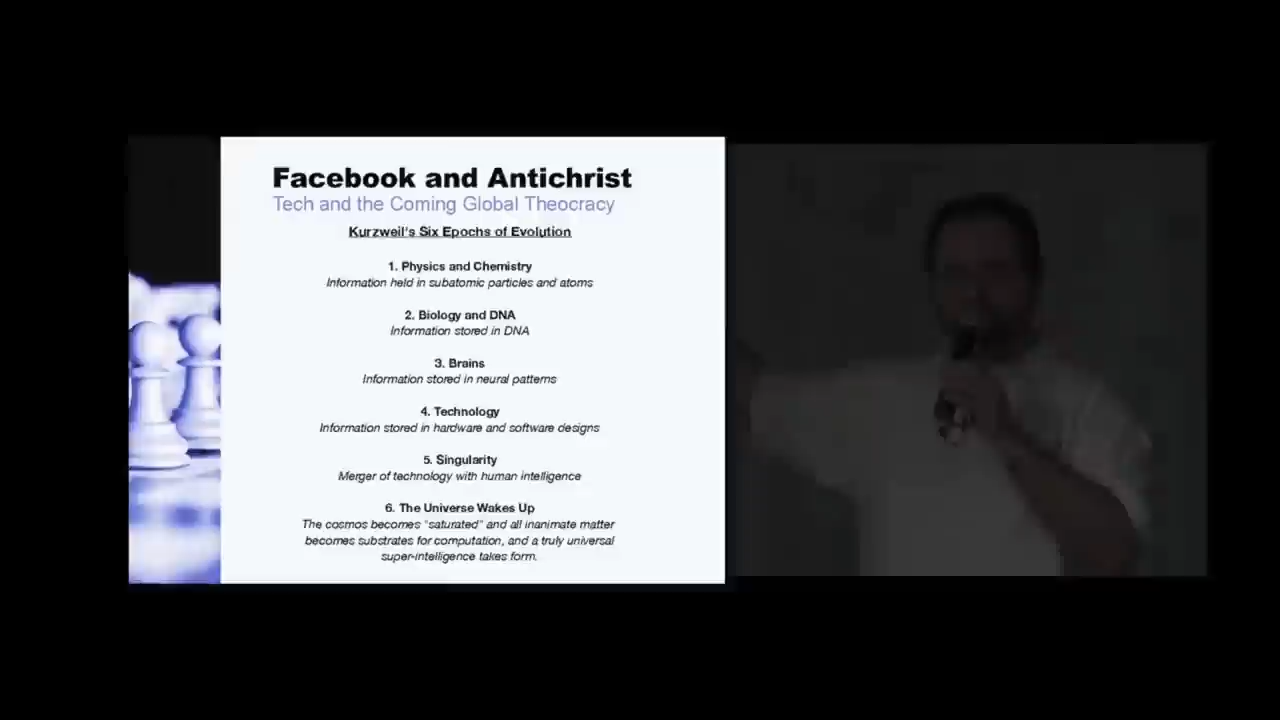 Facebook and Antichrist
Tech and the Coming Global Theocracy
Kurzweil's Six Epochs of Evolution
1. Physics and Chemistry
Information held in subatomic particles and atoms
2. Biology and DNA
Information stored in DNA
3. Brains
Information stored in neural patterns
4. Technology
Information stored in hardware and software designs
5. Singularity
Merger of technology with human intelligence
6. The Universe Wakes Up
The cosmos becomes "saturated" and all inanimate matter
becomes substrates for computation, and a truly universal
super-intelligence takes form.